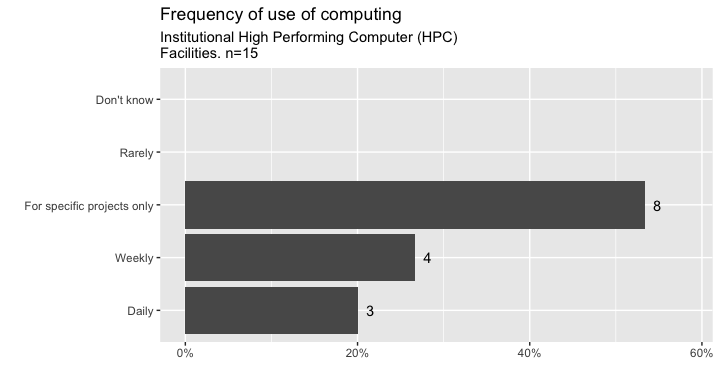 Frequency of use of computing
Institutional High Performing Computer (HPC)
Facilities. n=15
Don't know
Rarely
For specific projects only
8
Weekly
4
Daily
3
0%
20%
40%
60%